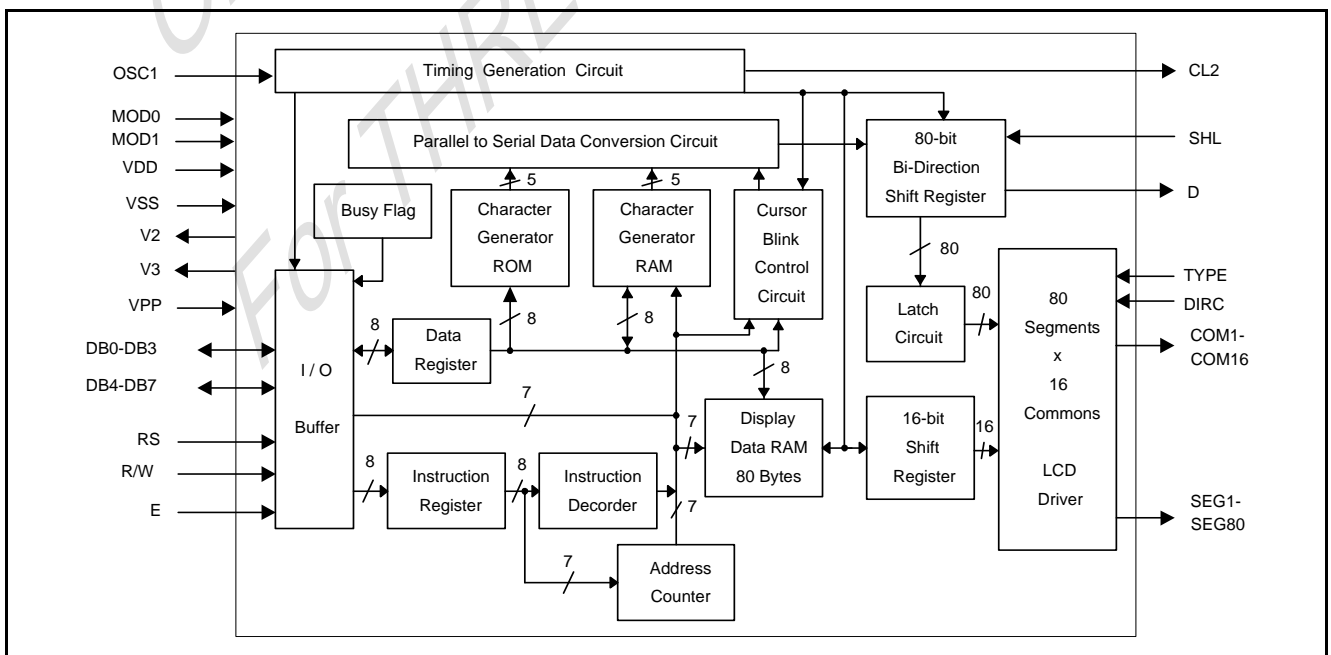 For THRE
OSC1
Timing Generation Circuit
CL2
MOD0
MOD1
VDD
VSS
V2
V3
VPP
DB0-DB3
DB4-DB7
RS
R/W
E
Parallel to Serial Data Conversion Circuit
80-bit
Bi-Direction
Shift Register
SHL
D
5
5
Busy Flag
Character
Generator
ROM
Character
Generator
RAM
Cursor
Blink
Control
Circuit
80
80
Latch
Circuit
80
Segments
x
16
Commons
LCD
Driver
TYPE
DIRC
COM1-
COM16
SEG1-
SEG80
I / O
Buffer
8
Data
Register
8
8
8
7
7
Display
Data RAM
80 Bytes
16-bit
Shift
Register
16
8
Instruction
Register
8
Instruction
Decorder
7
7
Address
Counter